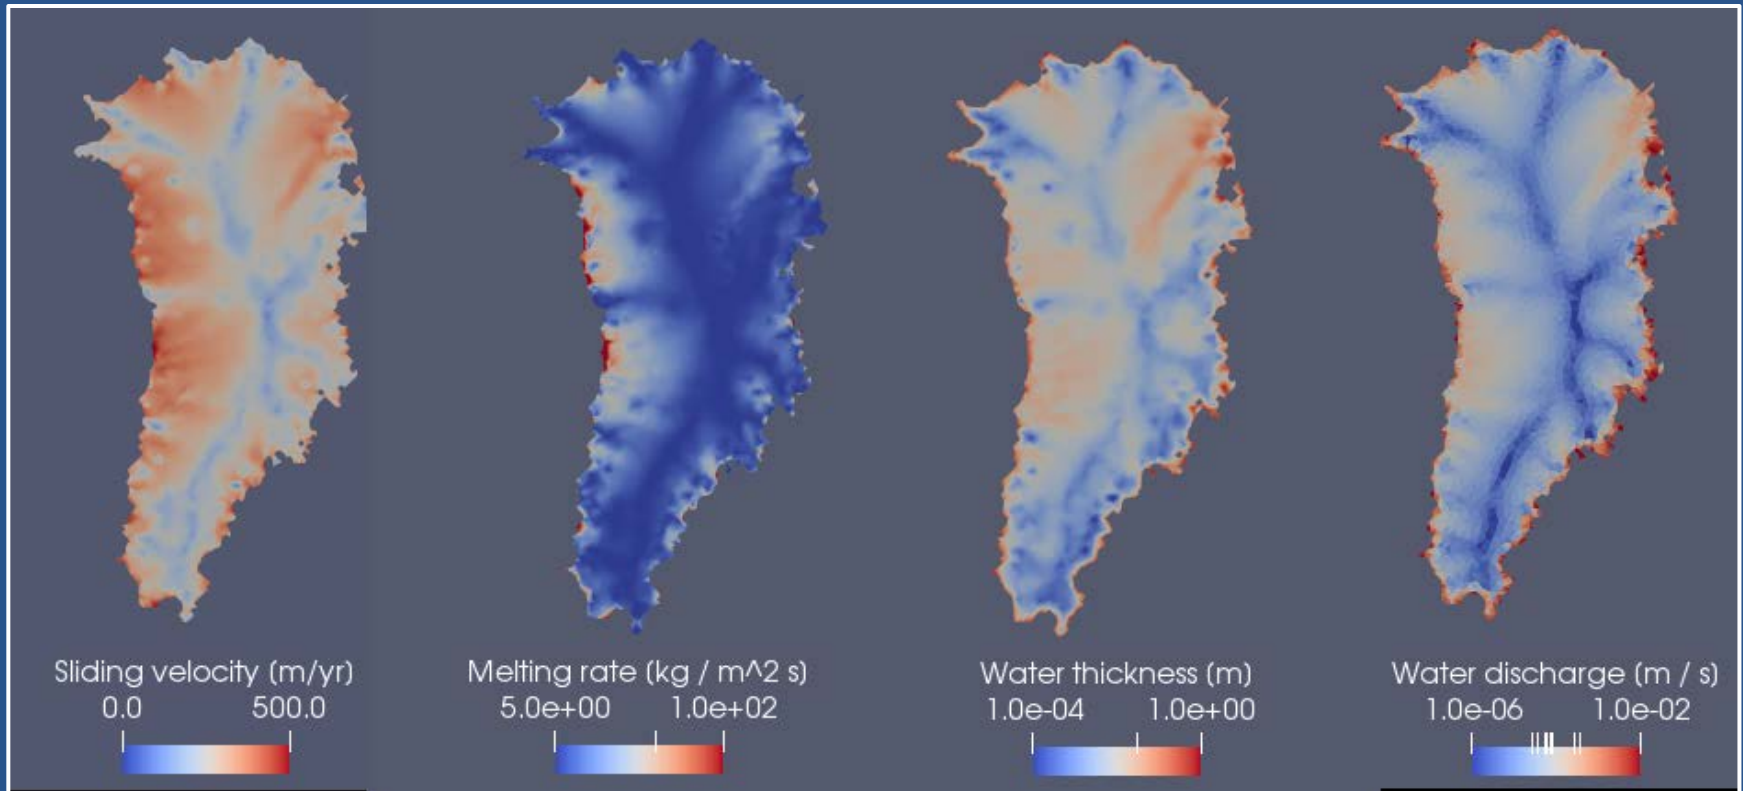 Sliding velocity (m/yr)
0.0 500.0
Melting rate (kg / m^2 s)
5.0e+00 1.0e+02
Water thickness (m)
1.0e-04 1.0e+00
Water discharge (m / s)
1.0e-06 1.0e-02